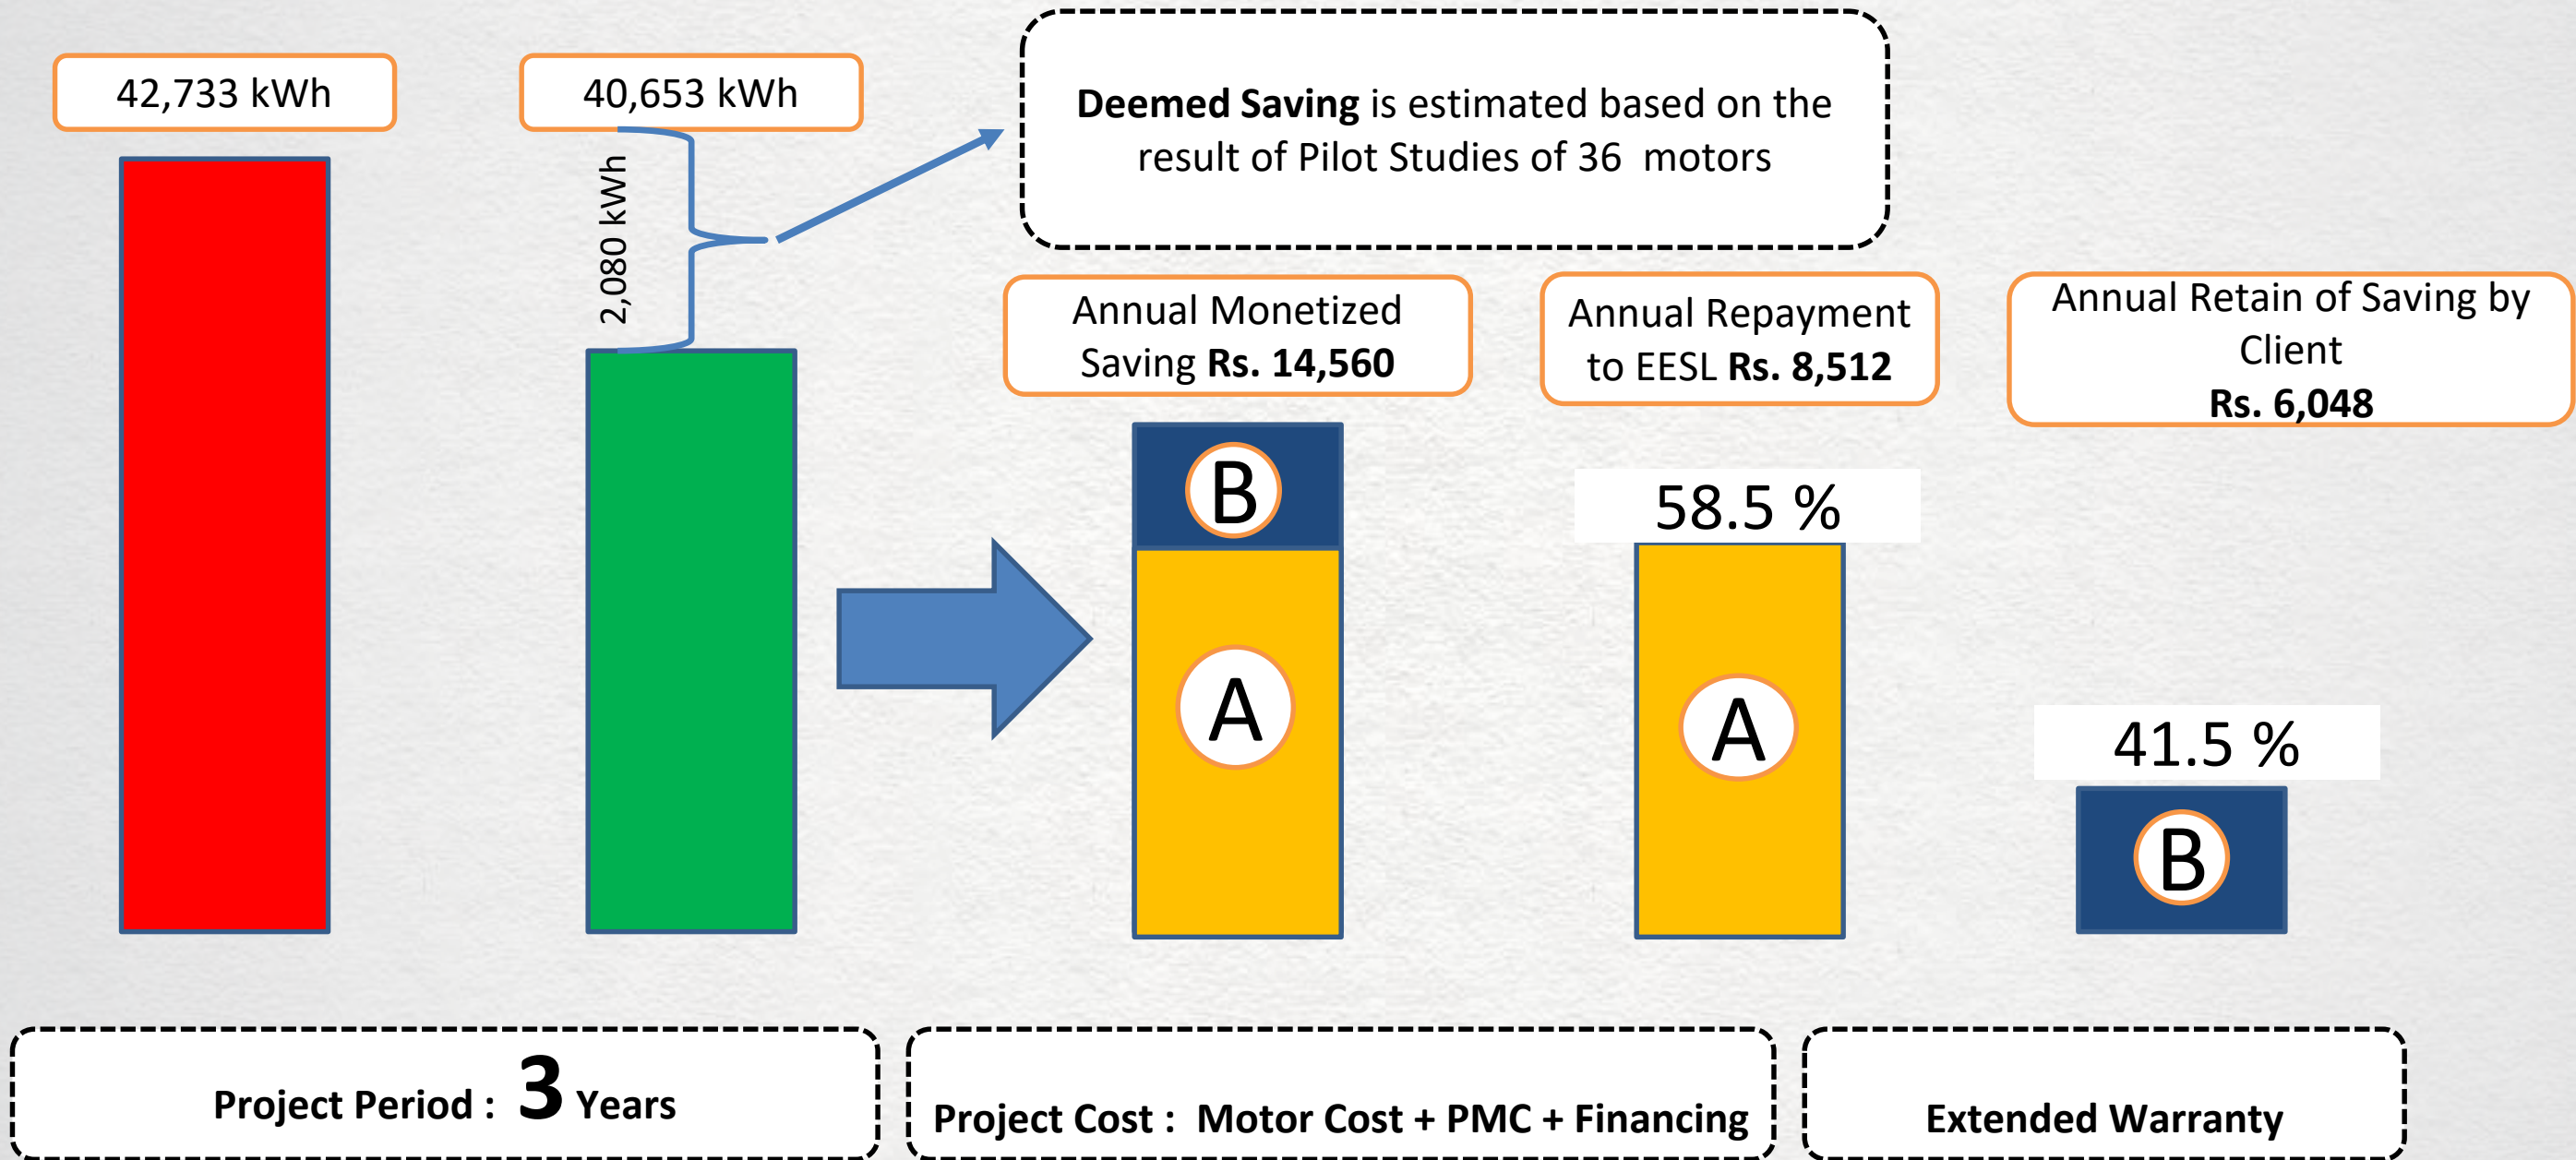 42,733 kWh
40,653 kWh
2,080 kWh
Deemed Saving is estimated based on the
result of Pilot Studies of 36 motors
Annual Monetized
Saving Rs. 14,560
Annual Repayment
to EESL Rs. 8,512
Annual Retain of Saving by
Client
Rs. 6,048
B
A
58.5 %
A
41.5 %
B
Project Period : 3 Years
Project Cost : Motor Cost + PMC + Financing
Extended Warranty